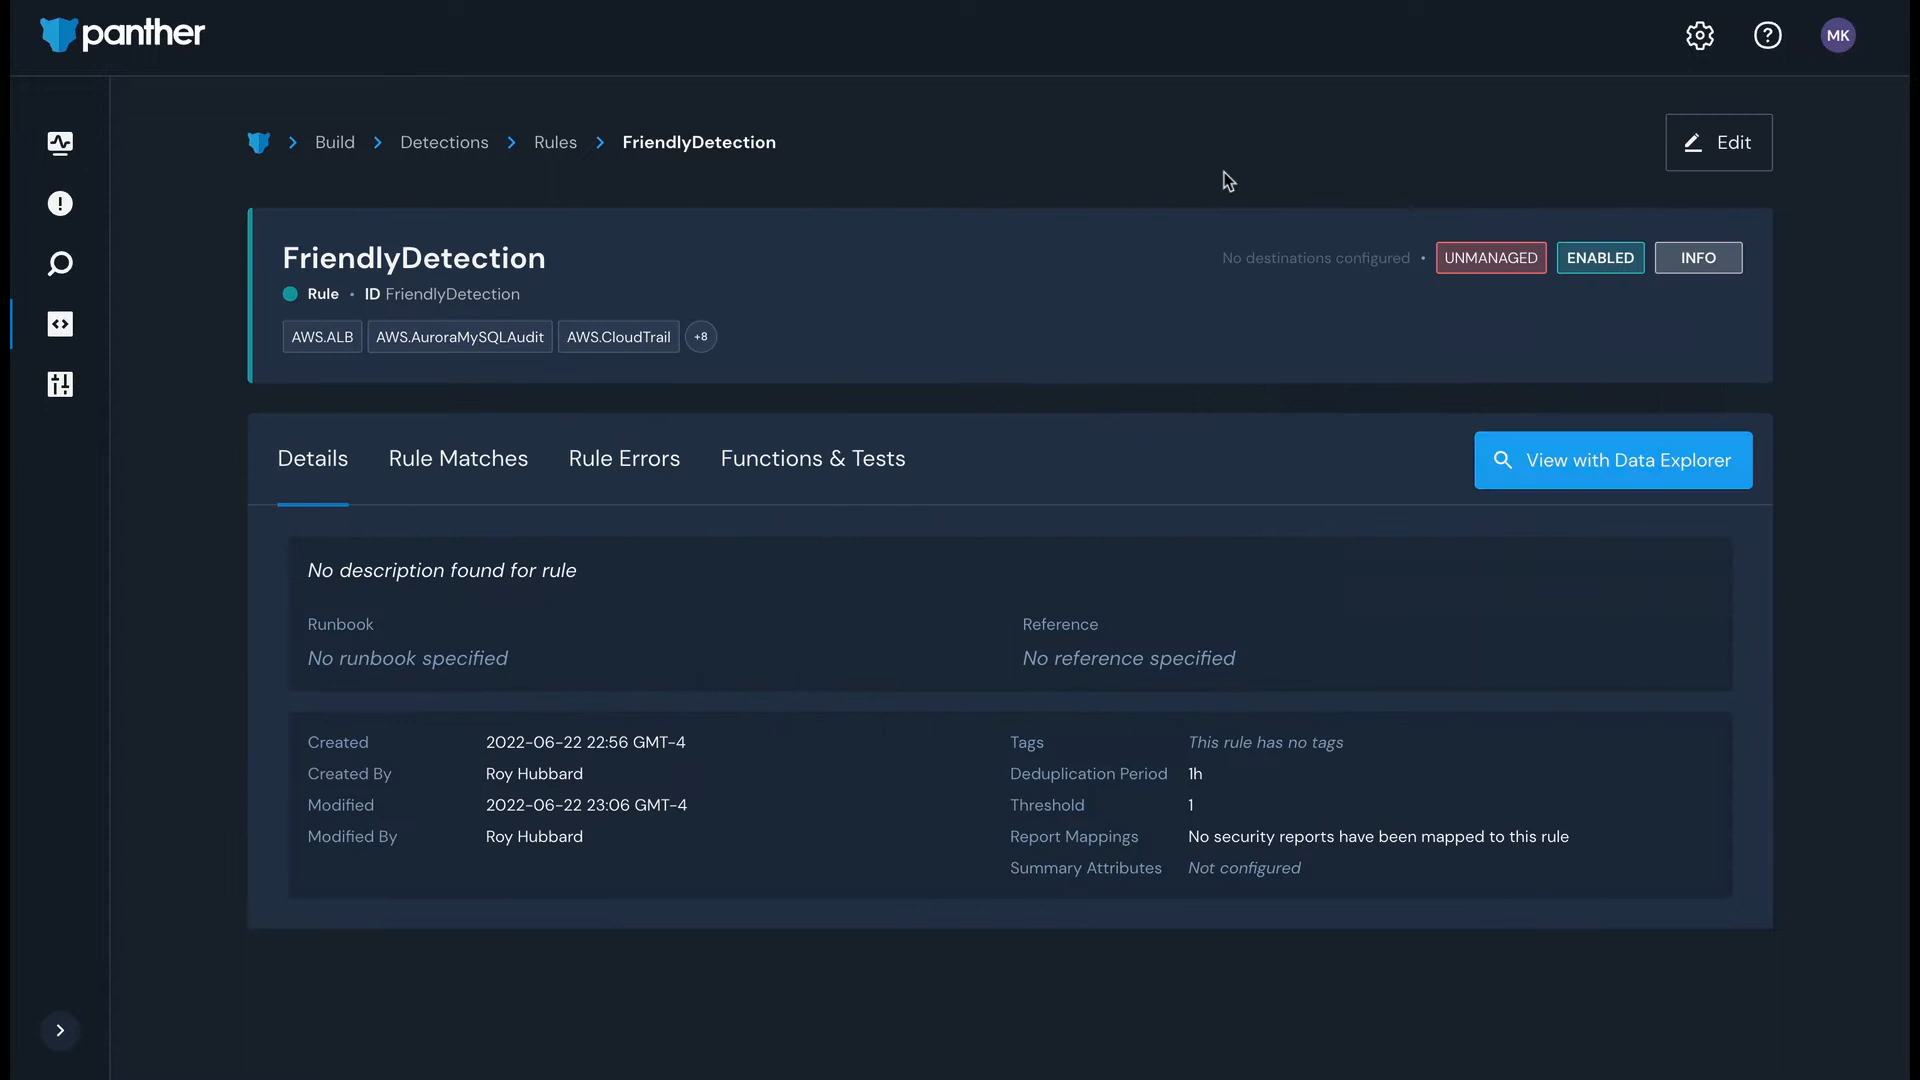 panther
MK
Build
Detections
Rules
FriendlyDetection
Edit
FriendlyDetection
No destinations configured • UNMANAGED ENABLED INFO
Rule • ID FriendlyDetection
AWS.ALB AWS.AuroraMySQLAudit AWS.CloudTrail +8
Details Rule Matches Rule Errors Functions & Tests
View with Data Explorer
No description found for rule
Runbook
No runbook specified
Reference
No reference specified
Created 2022-06-22 22:56 GMT-4
Created By Roy Hubbard
Modified 2022-06-22 23:06 GMT-4
Modified By Roy Hubbard
Tags This rule has no tags
Deduplication Period 1h
Threshold 1
Report Mappings No security reports have been mapped to this rule
Summary Attributes Not configured